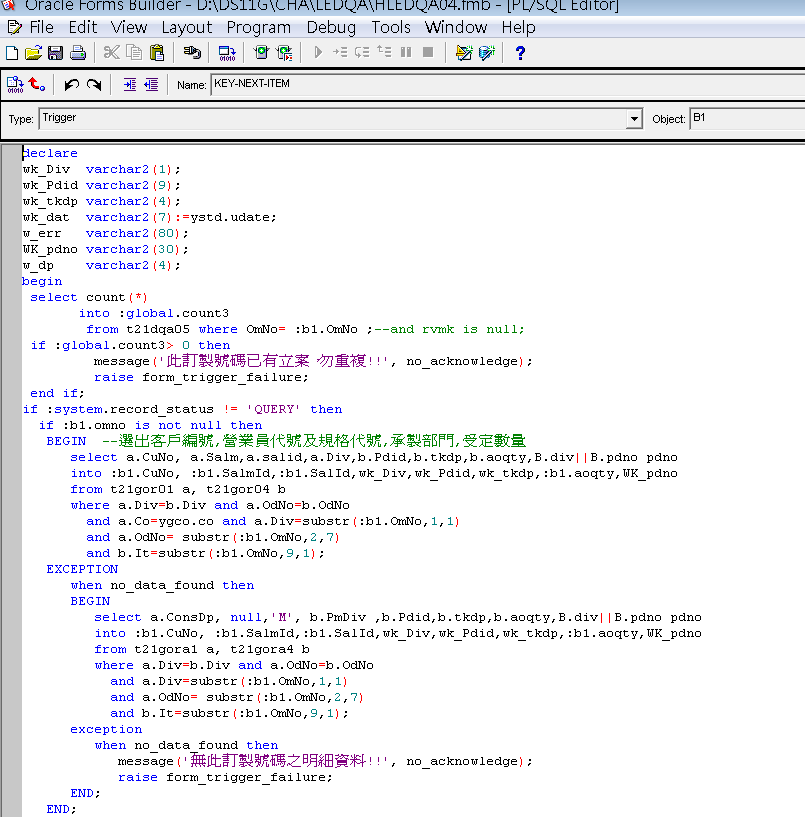 Oracle Forms Builder - D:\DS11G\CHA\LEDQA\HLEDQA04.fmb - [PL/SQL Editor]
File Edit View Layout Program Debug Tools Window Help
Name: KEY-NEXT-ITEM
Type: Trigger Object: B1
declare
wk_Div  varchar2(1);
wk_Pdid varchar2(9);
wk_tkdp varchar2(4);
wk_dat  varchar2(7):=ystd.udate;
w_err   varchar2(80);
WK_pdno varchar2(30);
w_dp    varchar2(4);
begin
 select count(*)
       into :global.count3
        from t21dqa05 where OmNo= :b1.OmNo ;--and rvmk is null;
 if :global.count3> 0 then
         message('此訂製號碼已有立案,勿重複!!', no_acknowledge);
         raise form_trigger_failure;
 end if;
if :system.record_status != 'QUERY' then
  if :b1.omno is not null then
   BEGIN  --選出客戶編號,營業員代號及規格代號,承製部門,受定數量
      select a.CuNo, a.Salm,a.salid,a.Div,b.Pdid,b.tkdp,b.aoqty,B.div||B.pdno pdno
      into :b1.CuNo, :b1.SalmId,:b1.SalId,wk_Div,wk_Pdid,wk_tkdp,:b1.aoqty,WK_pdno
      from t21gor01 a, t21gor04 b
      where a.Div=b.Div and a.OdNo=b.OdNo
        and a.Co=ygco.co and a.Div=substr(:b1.OmNo,1,1)
        and a.OdNo= substr(:b1.OmNo,2,7)
        and b.It=substr(:b1.OmNo,9,1);
   EXCEPTION
      when no_data_found then
      BEGIN
         select a.ConsDp, null,'M', b.PmDiv ,b.Pdid,b.tkdp,b.aoqty,B.div||B.pdno pdno
         into :b1.CuNo, :b1.SalmId,:b1.SalId,wk_Div,wk_Pdid,wk_tkdp,:b1.aoqty,WK_pdno
         from t21gora1 a, t21gora4 b
         where a.Div=b.Div and a.OdNo=b.OdNo
           and a.Div=substr(:b1.OmNo,1,1)
           and a.OdNo= substr(:b1.OmNo,2,7)
           and b.It=substr(:b1.OmNo,9,1);
      exception
         when no_data_found then
            message('無此訂製號碼之明細資料!!', no_acknowledge);
            raise form_trigger_failure;
      END;
   END;